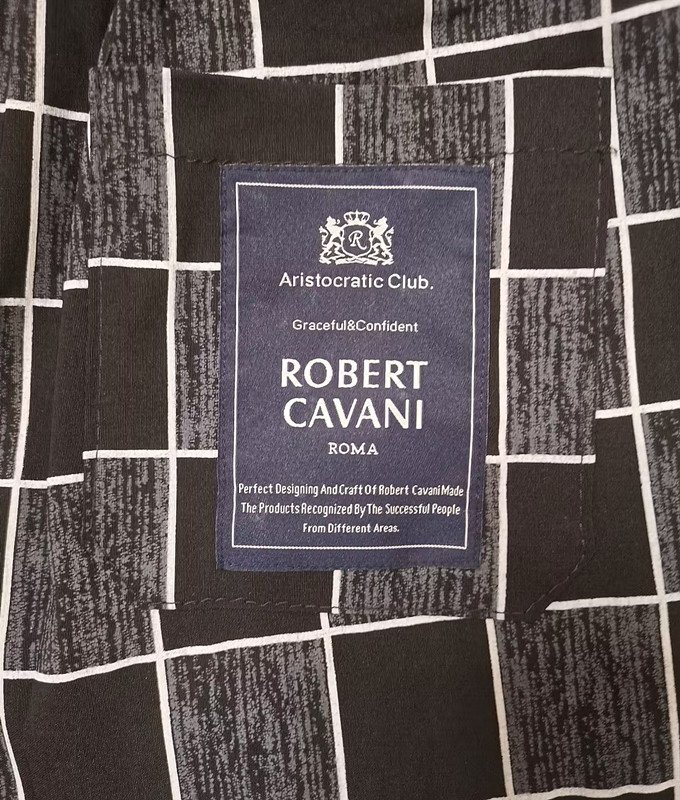 R
Aristocratic Club.
Graceful&Confident
ROBERT
CAVANI
ROMA
Perfect Designing And Craft Of Robert Cavani Made
The Products Recognized By The Successful People
From Different Areas.